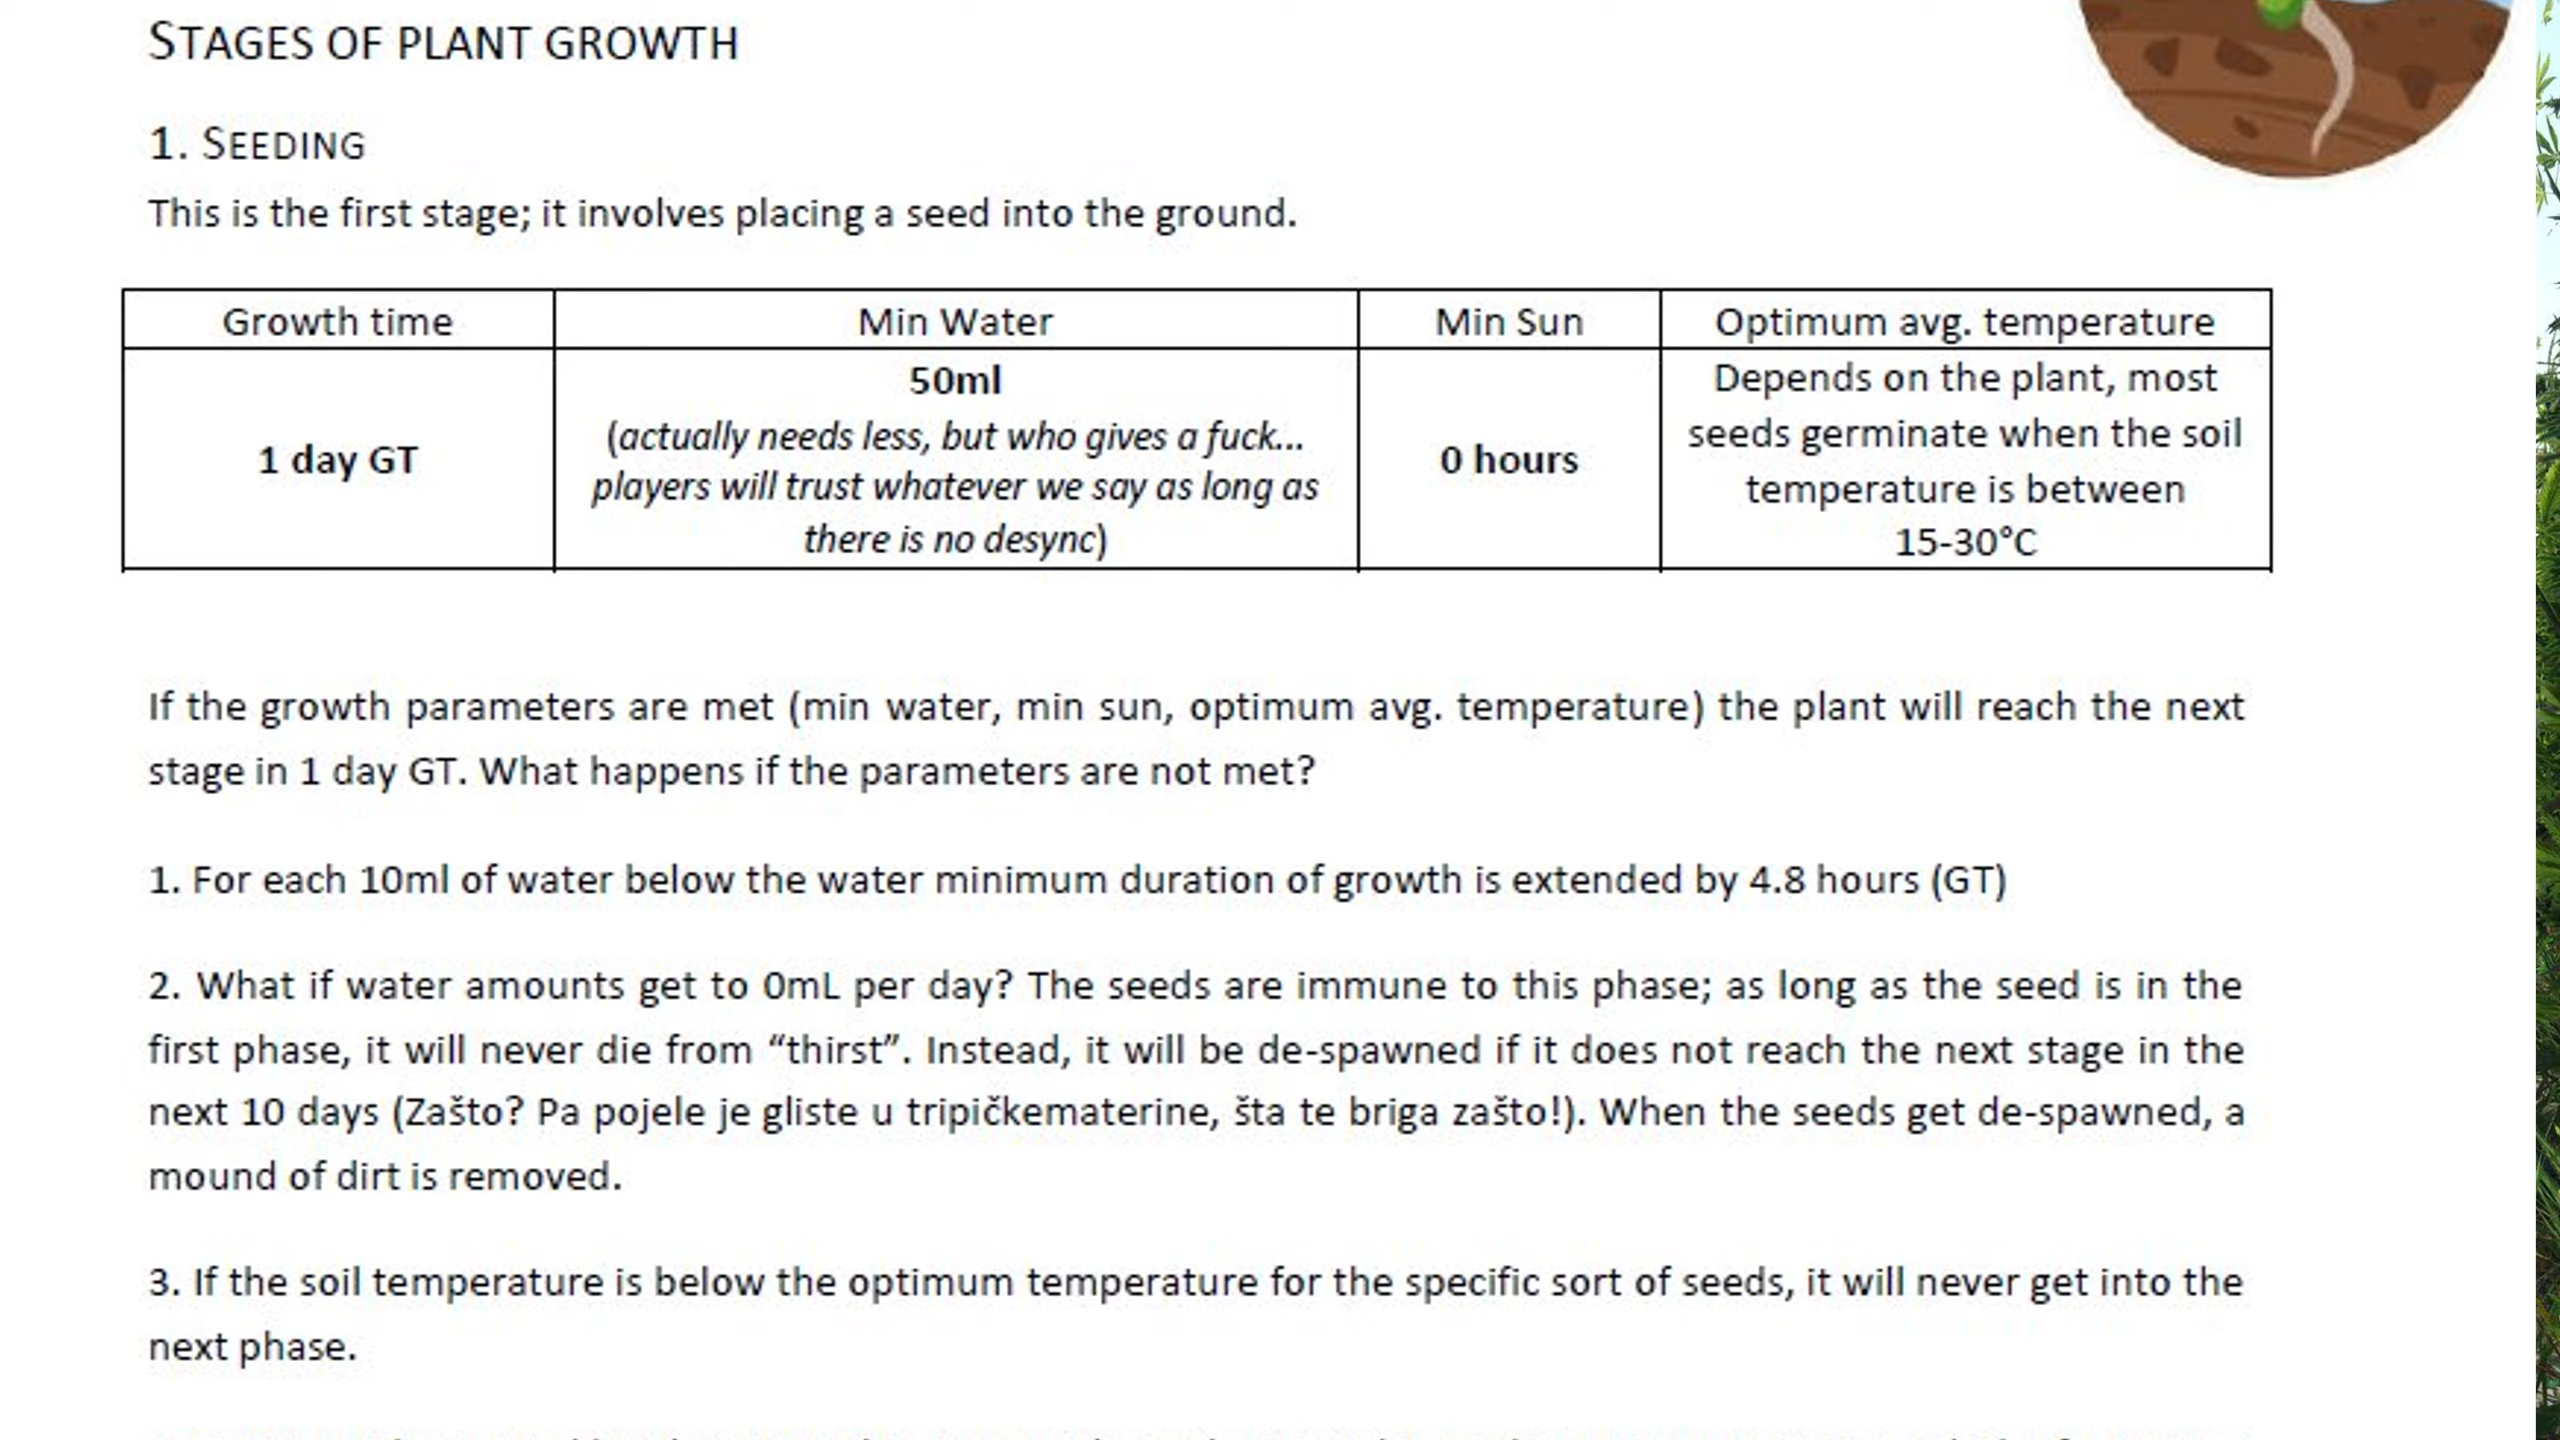 STAGES OF PLANT GROWTH
1. SEEDING
This is the first stage; it involves placing a seed into the ground.
Growth time Min Water Min Sun Optimum avg. temperature
1 day GT
50ml
(actually needs less, but who gives a fuck...
players will trust whatever we say as long as
there is no desync)
0 hours
Depends on the plant, most
seeds germinate when the soil
temperature is between
15-30°C
If the growth parameters are met (min water, min sun, optimum avg. temperature) the plant will reach the next
stage in 1 day GT. What happens if the parameters are not met?
1. For each 10ml of water below the water minimum duration of growth is extended by 4.8 hours (GT)
2. What if water amounts get to 0mL per day? The seeds are immune to this phase; as long as the seed is in the
first phase, it will never die from “thirst”. Instead, it will be de-spawned if it does not reach the next stage in the
next 10 days (Zašto? Pa pojele je gliste u tripičkematerine, šta te briga zašto!). When the seeds get de-spawned, a
mound of dirt is removed.
3. If the soil temperature is below the optimum temperature for the specific sort of seeds, it will never get into the
next phase.